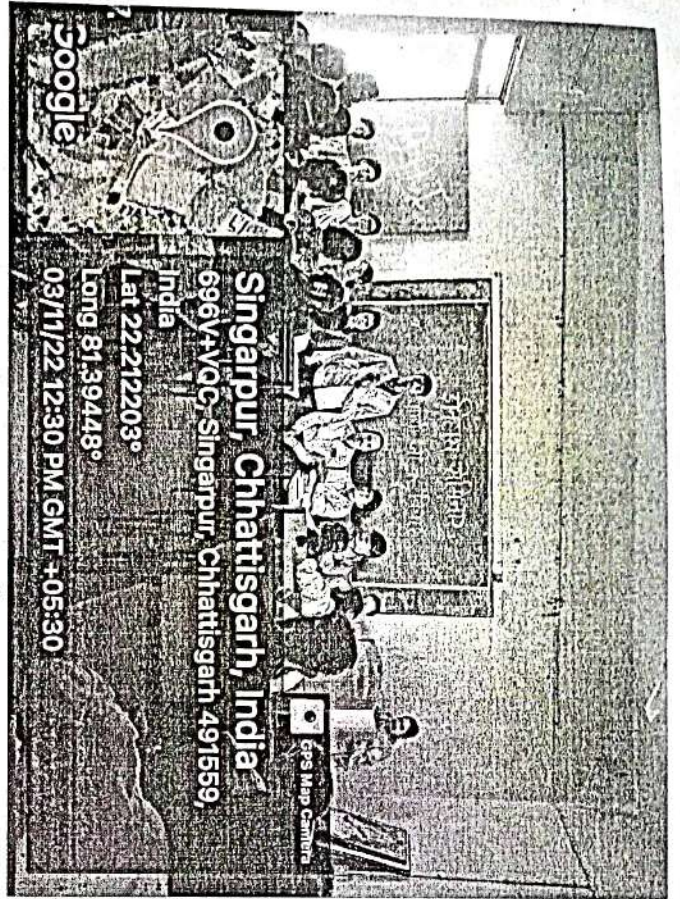 GPS Map Camera
Singarpur, Chhattisgarh, India
696V+VQC, Singarpur, Chhattisgarh 491559,
India
Lat 22.212203°
Long 81.39448°
03/11/22 12:30 PM GMT +05:30
Google